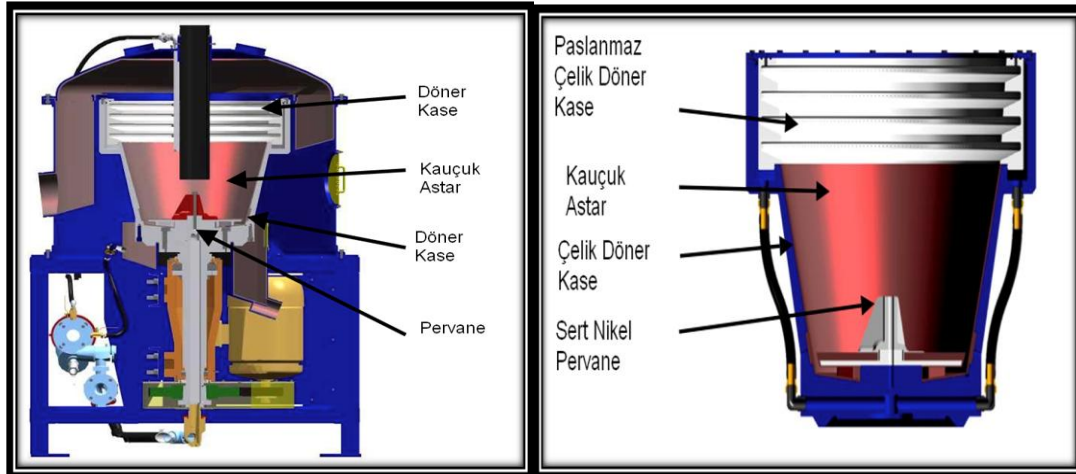 Döner
Kase
Kauçuk
Astar
Döner
Kase
Pervane
Paslanmaz
Çelik Döner
Kase
Kauçuk
Astar
Çelik Döner
Kase
Sert Nikel
Pervane